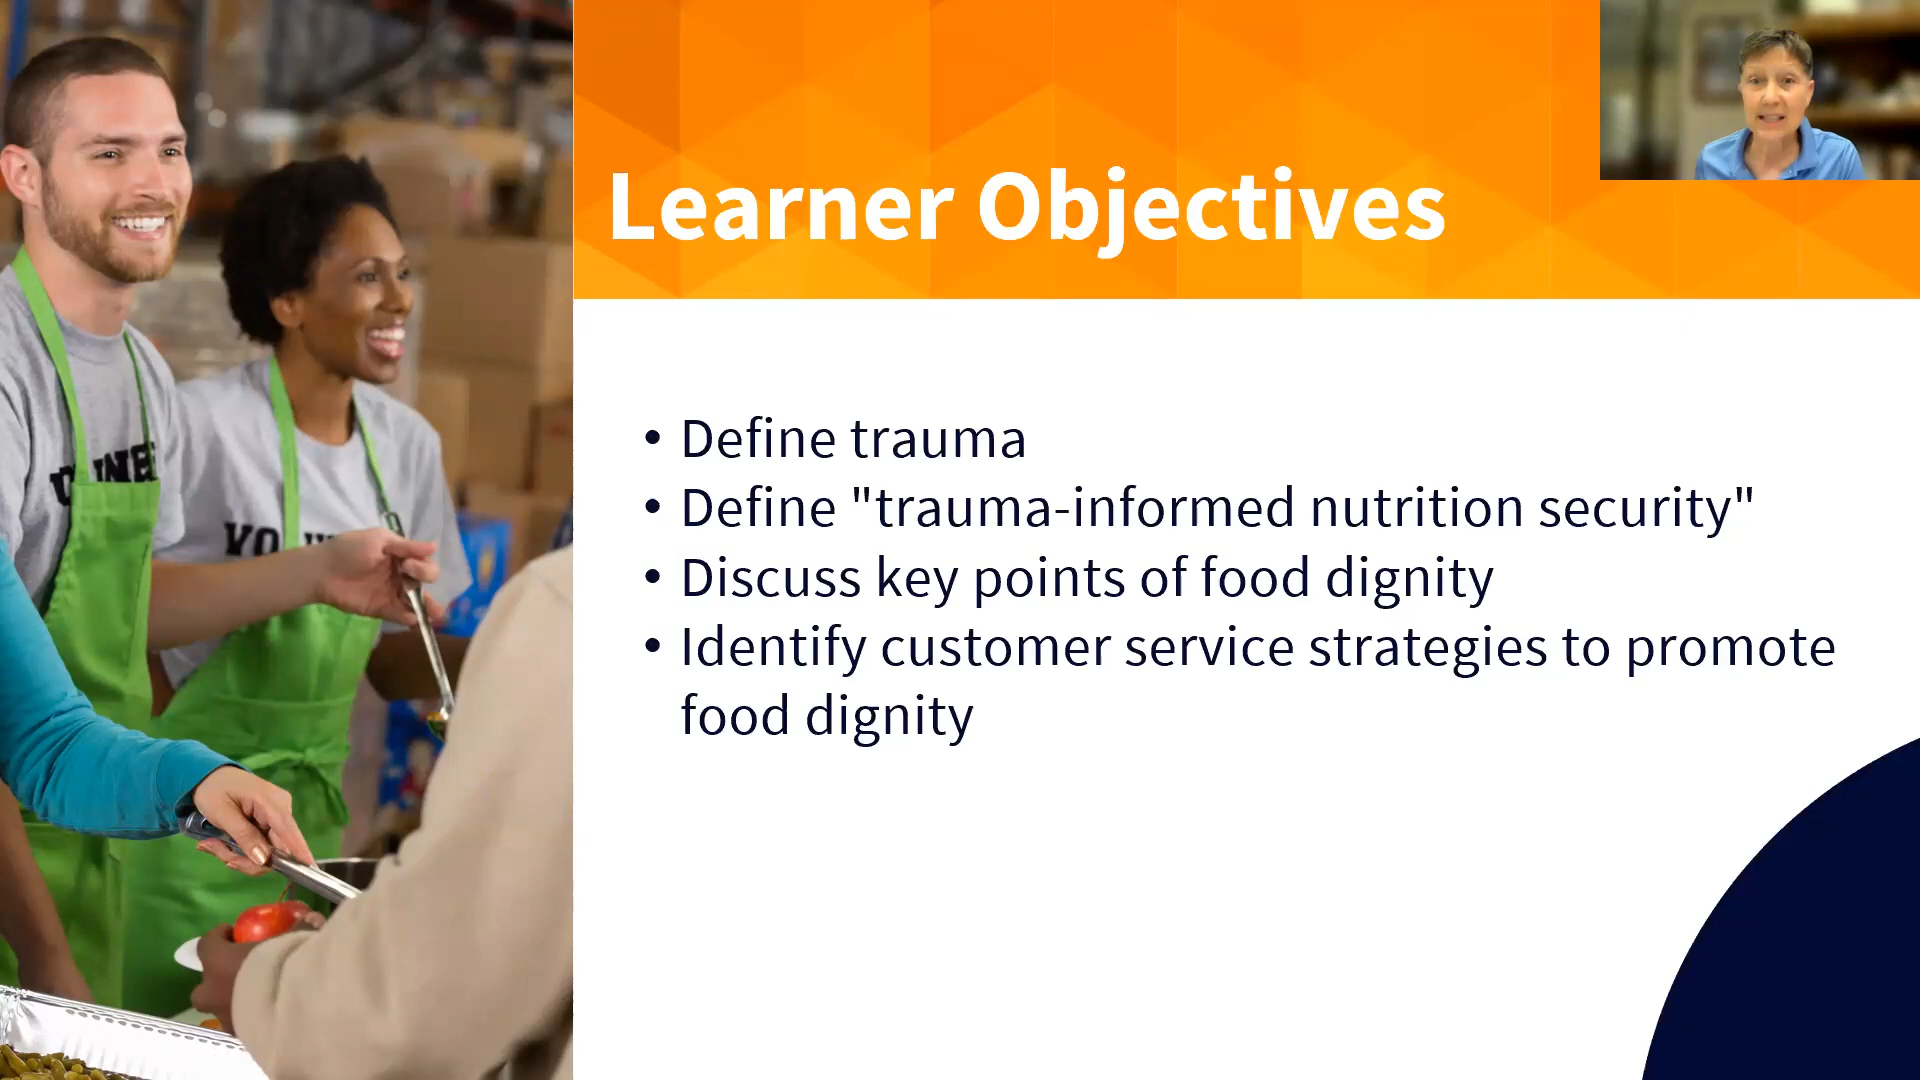 Learner Objectives
• Define trauma
• Define "trauma-informed nutrition security"
• Discuss key points of food dignity
• Identify customer service strategies to promote
food dignity